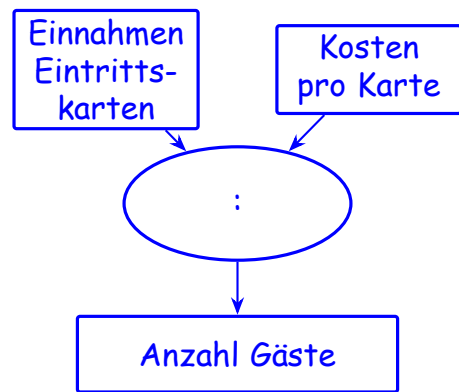 Einnahmen
Eintritts-
karten
Kosten
pro Karte
:
Anzahl Gäste